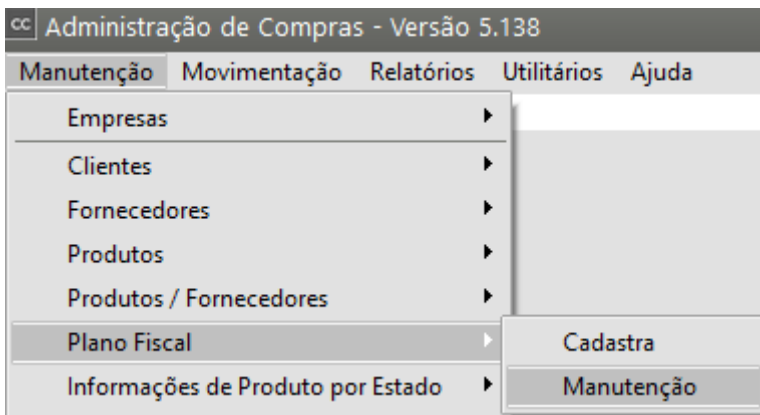 cc Administração de Compras - Versão 5.138
Manutenção Movimentação Relatórios Utilitários Ajuda
Empresas
Clientes
Fornecedores
Produtos
Produtos / Fornecedores
Plano Fiscal
Cadastra
Informações de Produto por Estado
Manutenção